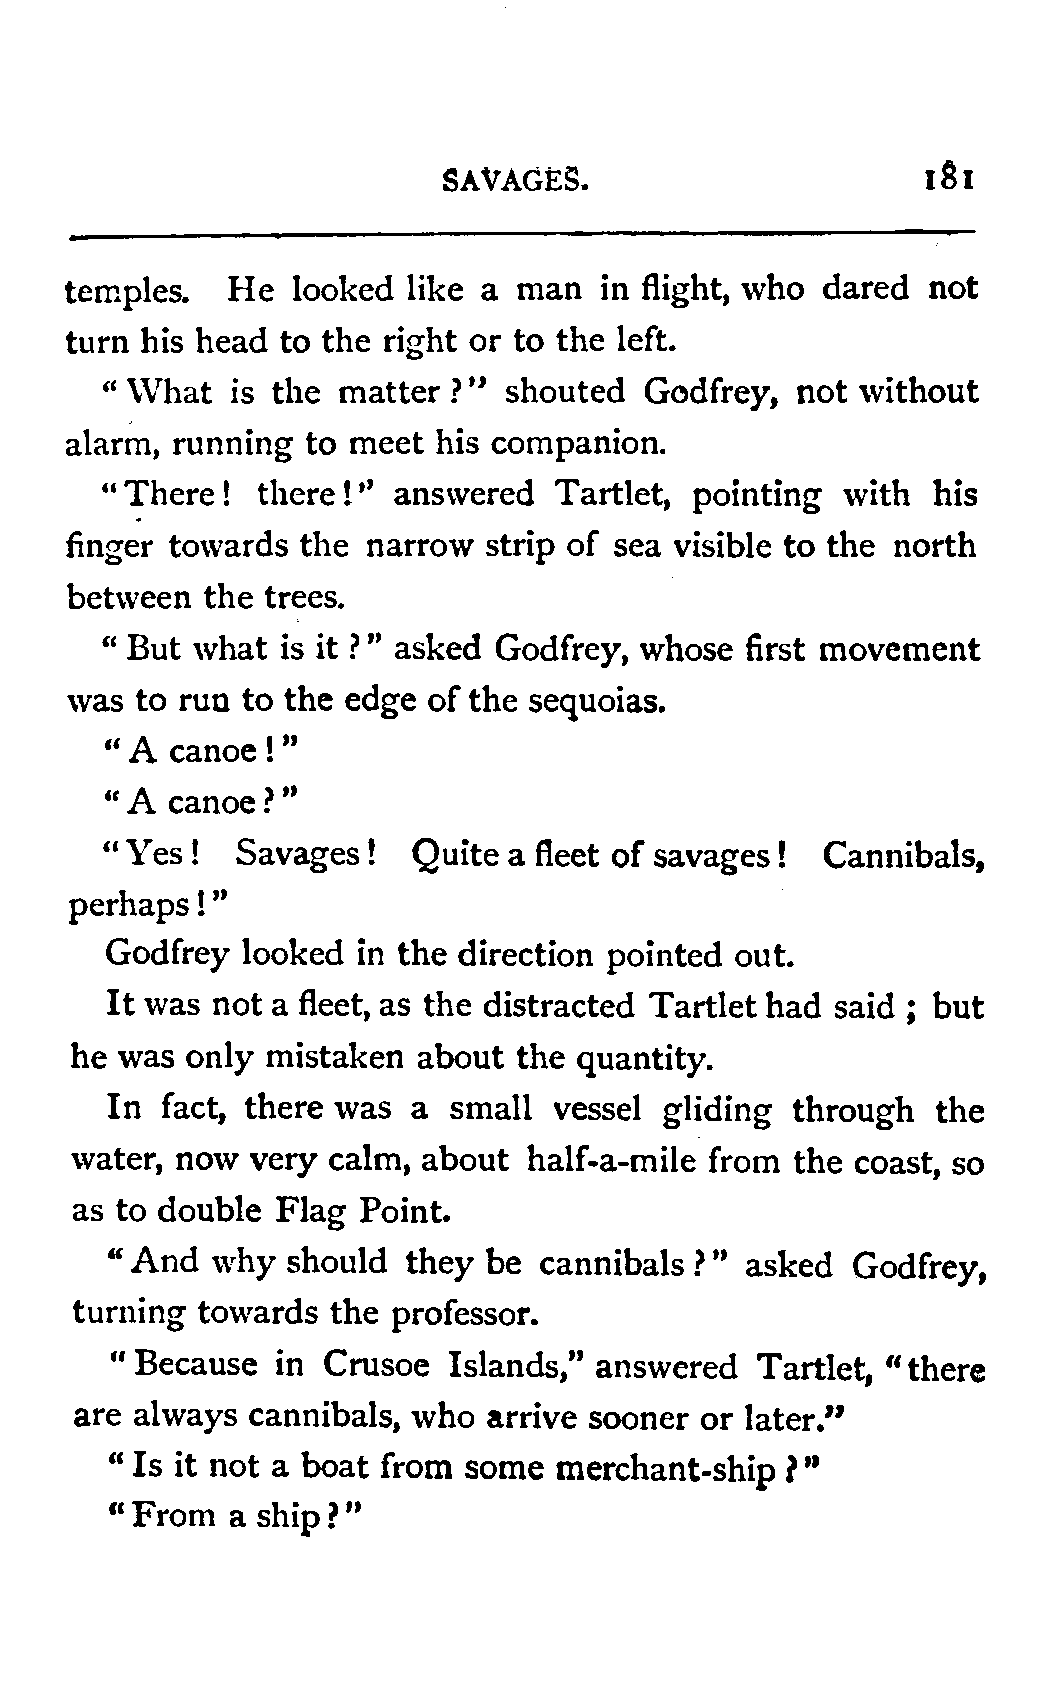 SAVAGES. 181
temples. He looked like a man in flight, who dared not
turn his head to the right or to the left.
" What is the matter ?" shouted Godfrey, not without
alarm, running to meet his companion.
"There! there!" answered Tartlet, pointing with his
finger towards the narrow strip of sea visible to the north
between the trees.
" But what is it ?" asked Godfrey, whose first movement
was to run to the edge of the sequoias.
" A canoe ! "
" A canoe ? "
" Yes ! Savages ! Quite a fleet of savages ! Cannibals,
perhaps ! "
Godfrey looked in the direction pointed out.
It was not a fleet, as the distracted Tartlet had said ; but
he was only mistaken about the quantity.
In fact, there was a small vessel gliding through the
water, now very calm, about half-a-mile from the coast, so
as to double Flag Point.
" And why should they be cannibals ? " asked Godfrey,
turning towards the professor.
" Because in Crusoe Islands," answered Tartlet, "there
are always cannibals, who arrive sooner or later."
" Is it not a boat from some merchant-ship ? "
" From a ship ? "